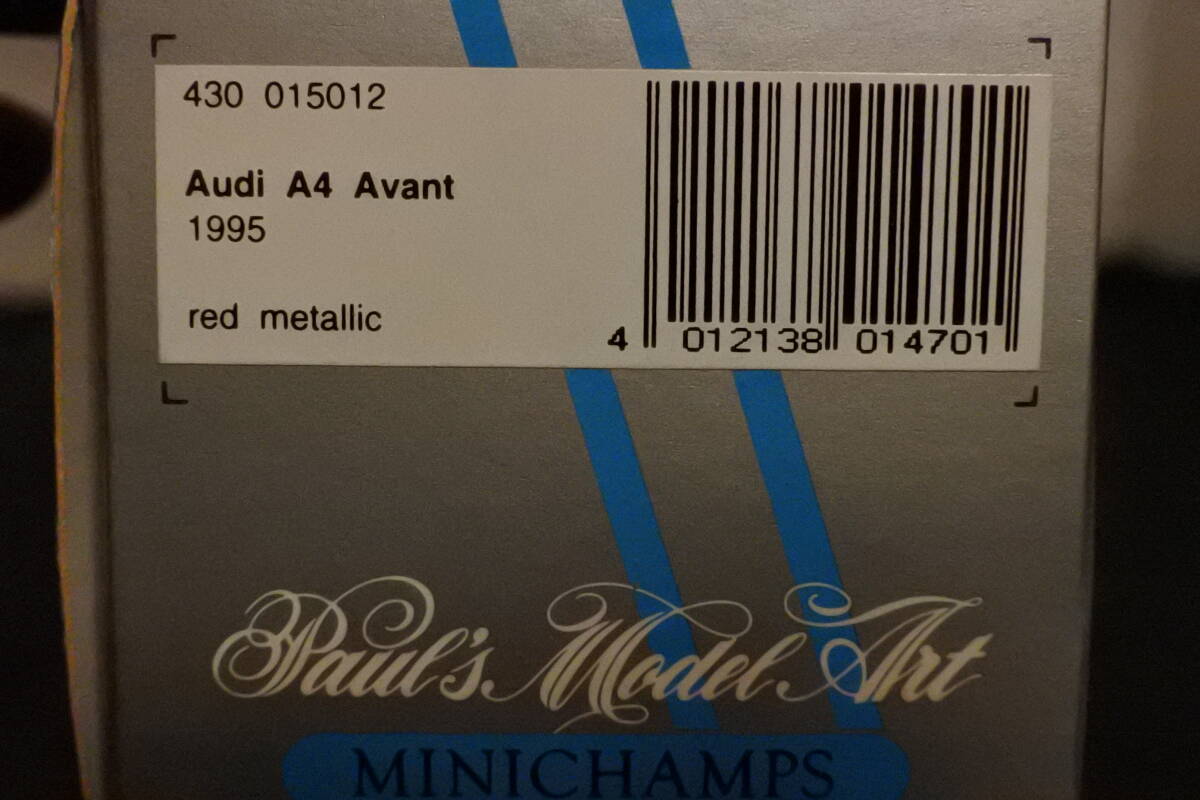 430 015012
Audi A4 Avant
1995
red metallic
4 012138 014701
Paul's Model Art
MINICHAMPS